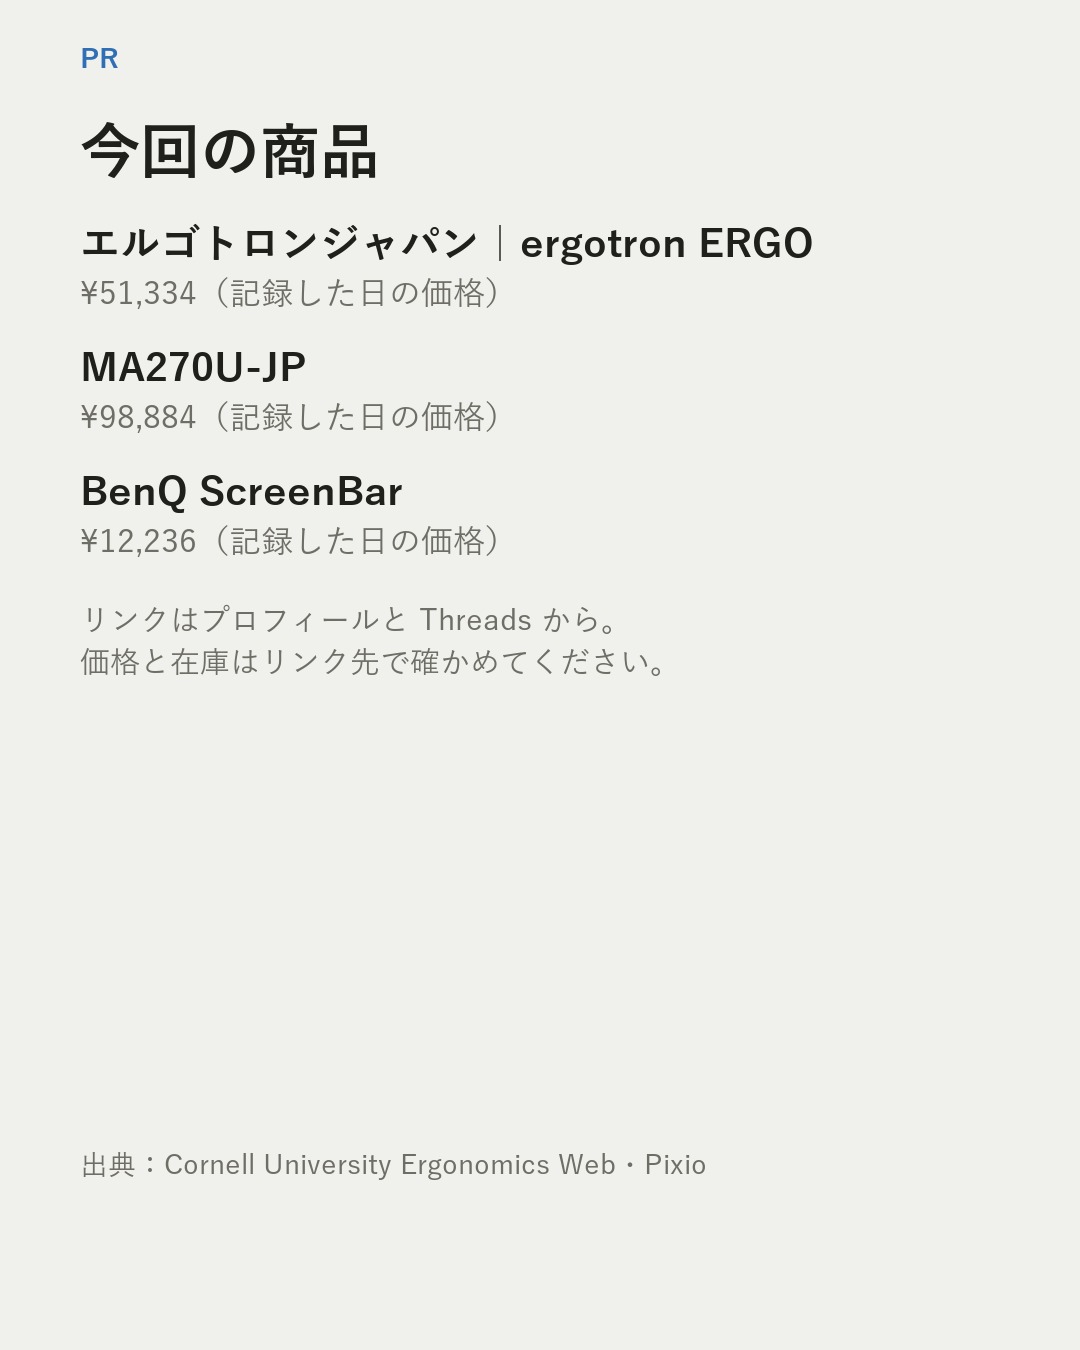 PR
今回の商品
エルゴトロンジャパン｜ergotron ERGO
¥51,334（記録した日の価格）
MA270U-JP
¥98,884（記録した日の価格）
BenQ ScreenBar
¥12,236（記録した日の価格）
リンクはプロフィールと Threads から。
価格と在庫はリンク先で確かめてください。
出典：Cornell University Ergonomics Web・Pixio